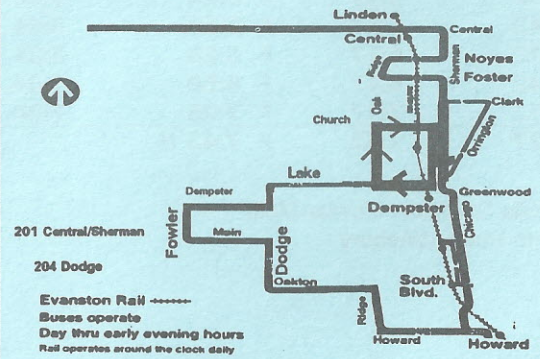 Linden
Central
Central
Sherman
Noyes
Ridge
Foster
Oak
Clark
Church
Orrington
Lake
Dempster
Greenwood
Dempster
Chicago
201 Central/Sherman
Fowler
Main
Dodge
204 Dodge
Oakton
South
Blvd.
Evanston Rail
Buses operate
Ridge
Day thru early evening hours
Howard
Howard
Rail operates around the clock daily